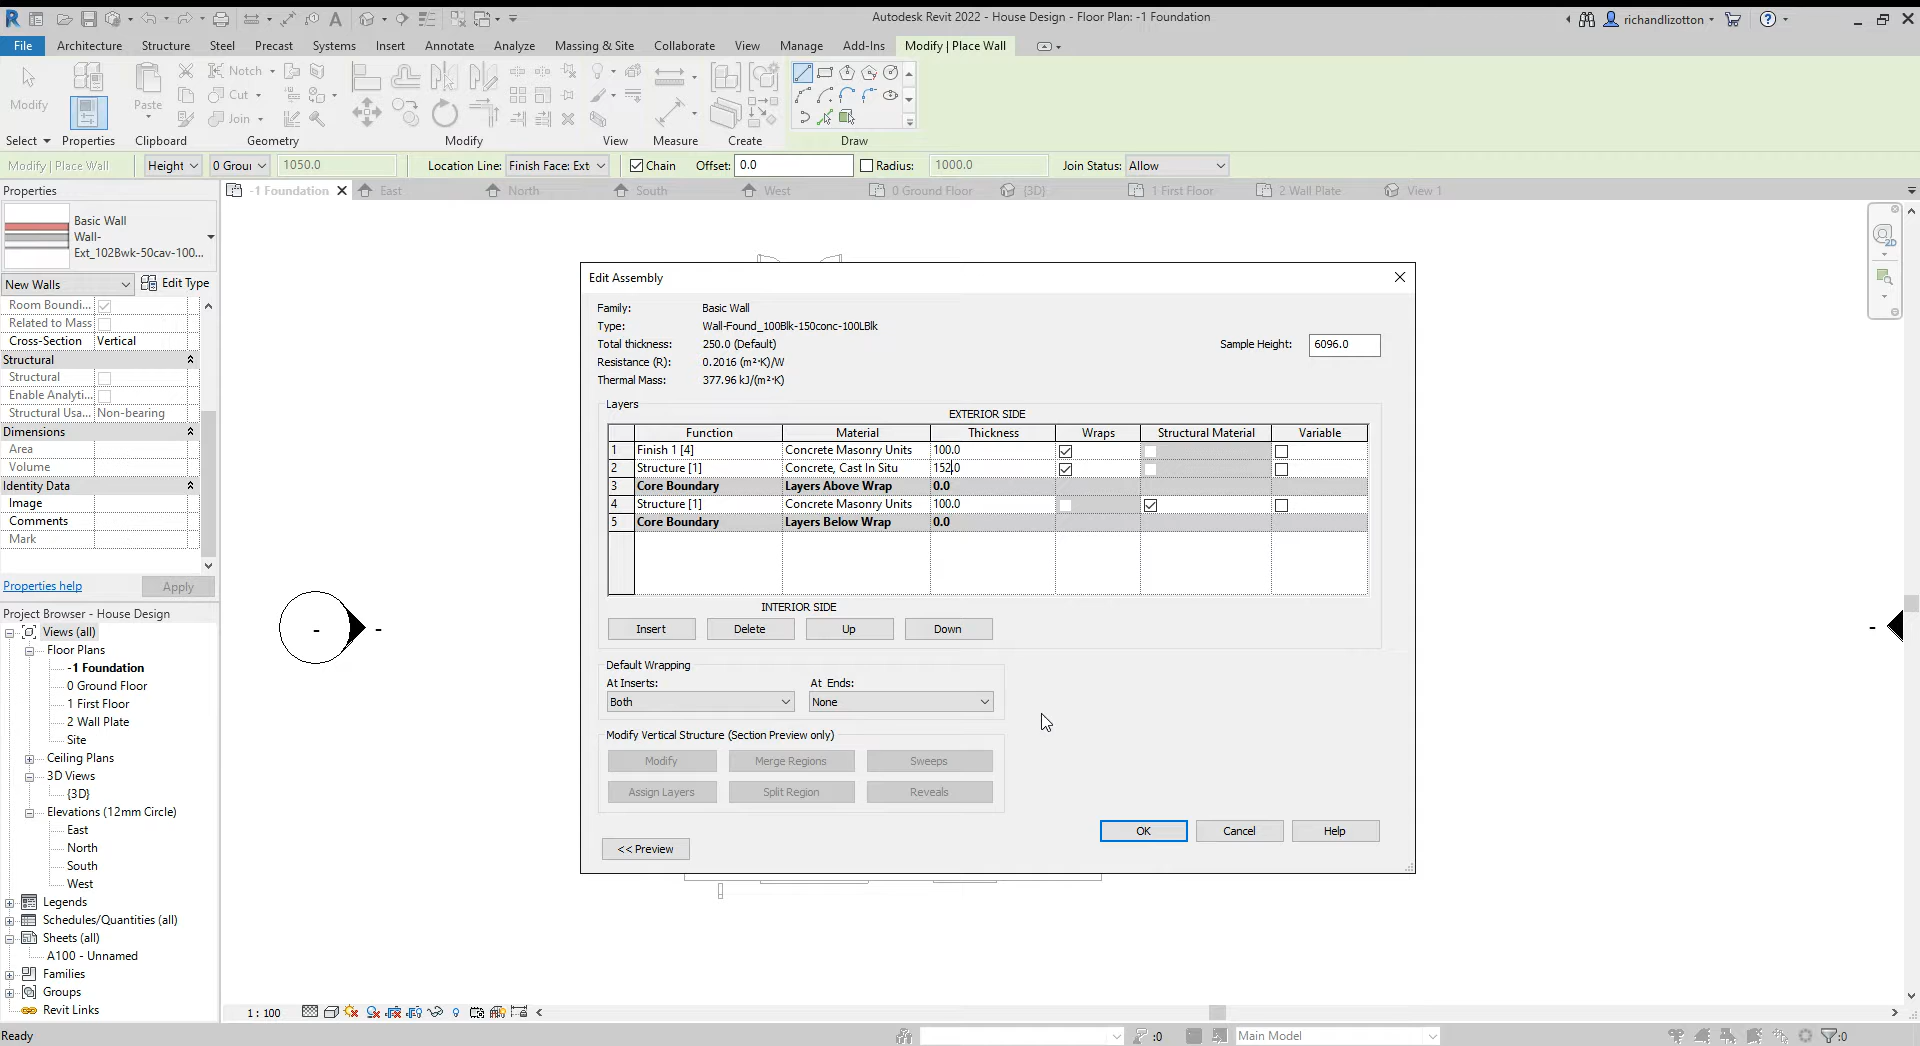 Autodesk Revit 2022 - House Design - Floor Plan: -1 Foundation
richandlizotton
File Architecture Structure Steel Precast Systems Insert Annotate Analyze Massing & Site Collaborate View Manage Add-Ins Modify | Place Wall
Notch
Cut
Modify Paste Join
Select Properties Clipboard Geometry Modify View Measure Create Draw
Modify | Place Wall Height 0 Grour 1050.0 Location Line: Finish Face: Ext Chain Offset: 0.0 Radius: 1000.0 Join Status: Allow
Properties
-1 Foundation East North South West 0 Ground Floor {3D} 1 First Floor 2 Wall Plate View 1
Basic Wall
Wall-
Ext_102Bwk-50cav-100...
New Walls Edit Type
Room Boundi...
Related to Mass
Cross-Section Vertical
Structural
Structural
Enable Analyti...
Structural Usa... Non-bearing
Dimensions
Area
Volume
Identity Data
Image
Comments
Mark
Properties help Apply
Project Browser - House Design
Views (all)
Floor Plans
-1 Foundation
0 Ground Floor
1 First Floor
2 Wall Plate
Site
Ceiling Plans
3D Views
{3D}
Elevations (12mm Circle)
East
North
South
West
Legends
Schedules/Quantities (all)
Sheets (all)
A100 - Unnamed
Families
Groups
Revit Links
Edit Assembly
Family: Basic Wall
Type: Wall-Found_100Blk-150conc-100LBlk
Total thickness: 250.0 (Default)
Resistance (R): 0.2016 (m²·K)/W
Thermal Mass: 377.96 kJ/(m²·K)
Sample Height: 6096.0
Layers
EXTERIOR SIDE
Function Material Thickness Wraps Structural Material Variable
1 Finish 1 [4] Concrete Masonry Units 100.0
2 Structure [1] Concrete, Cast In Situ 152.0
3 Core Boundary Layers Above Wrap 0.0
4 Structure [1] Concrete Masonry Units 100.0
5 Core Boundary Layers Below Wrap 0.0
INTERIOR SIDE
Insert Delete Up Down
Default Wrapping
At Inserts: At Ends:
Both None
Modify Vertical Structure (Section Preview only)
Modify Merge Regions Sweeps
Assign Layers Split Region Reveals
OK Cancel Help
<< Preview
2D
1 : 100
Ready
:0 Main Model :0